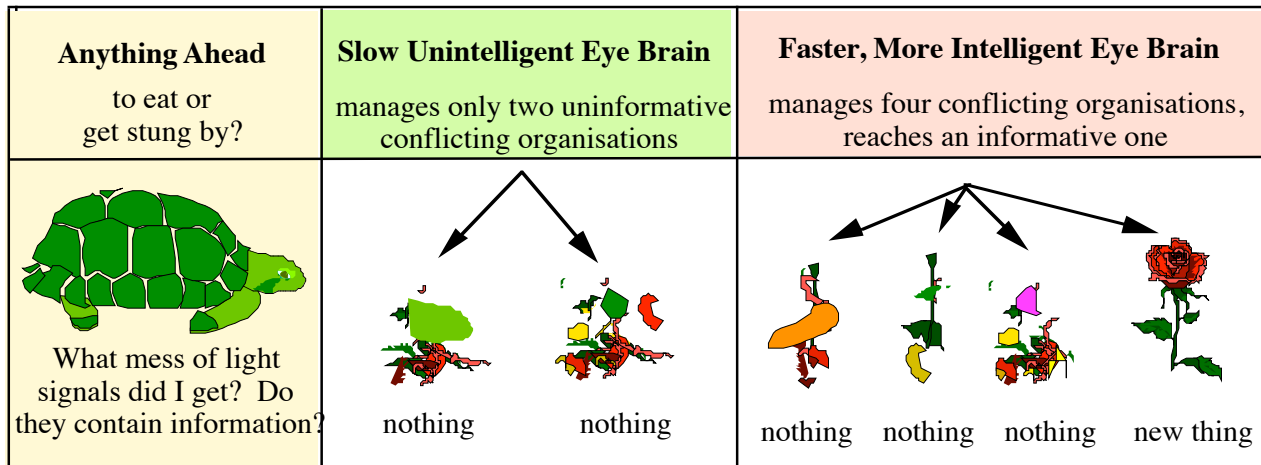 Anything Ahead
to eat or
get stung by?
Slow Unintelligent Eye Brain
manages only two uninformative
conflicting organisations
Faster, More Intelligent Eye Brain
manages four conflicting organisations,
reaches an informative one
What mess of light
signals did I get? Do
they contain information?
nothing
nothing
nothing
nothing
nothing
new thing